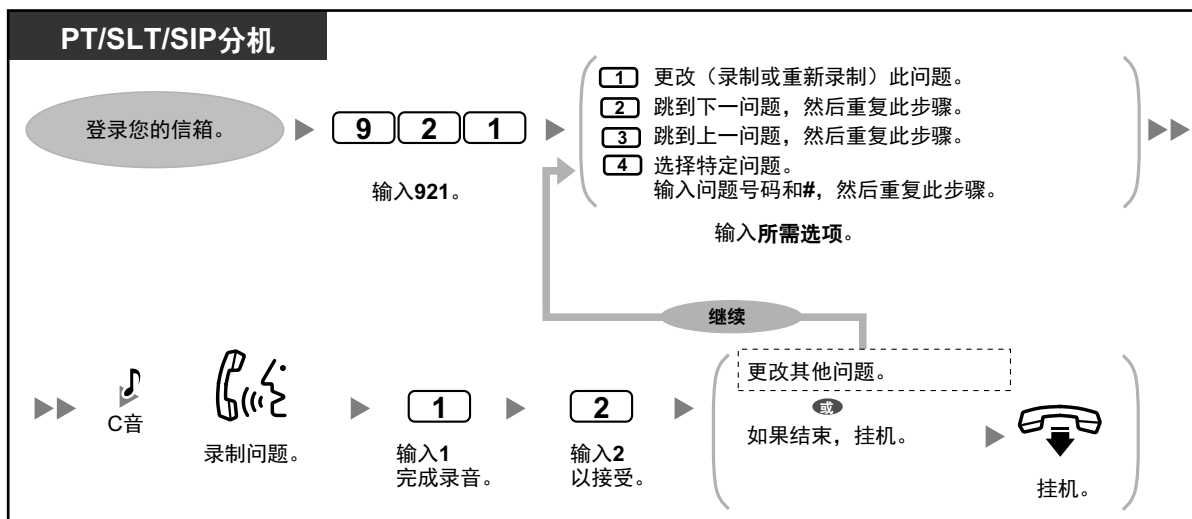 PT/SLT/SIP分机
登录您的信箱。
9 2 1
输入921。
1 更改（录制或重新录制）此问题。
2 跳到下一问题，然后重复此步骤。
3 跳到上一问题，然后重复此步骤。
4 选择特定问题。
输入问题号码和#，然后重复此步骤。
输入所需选项。
继续
C音
录制问题。
1
输入1
完成录音。
2
输入2
以接受。
更改其他问题。
或
如果结束，挂机。
挂机。